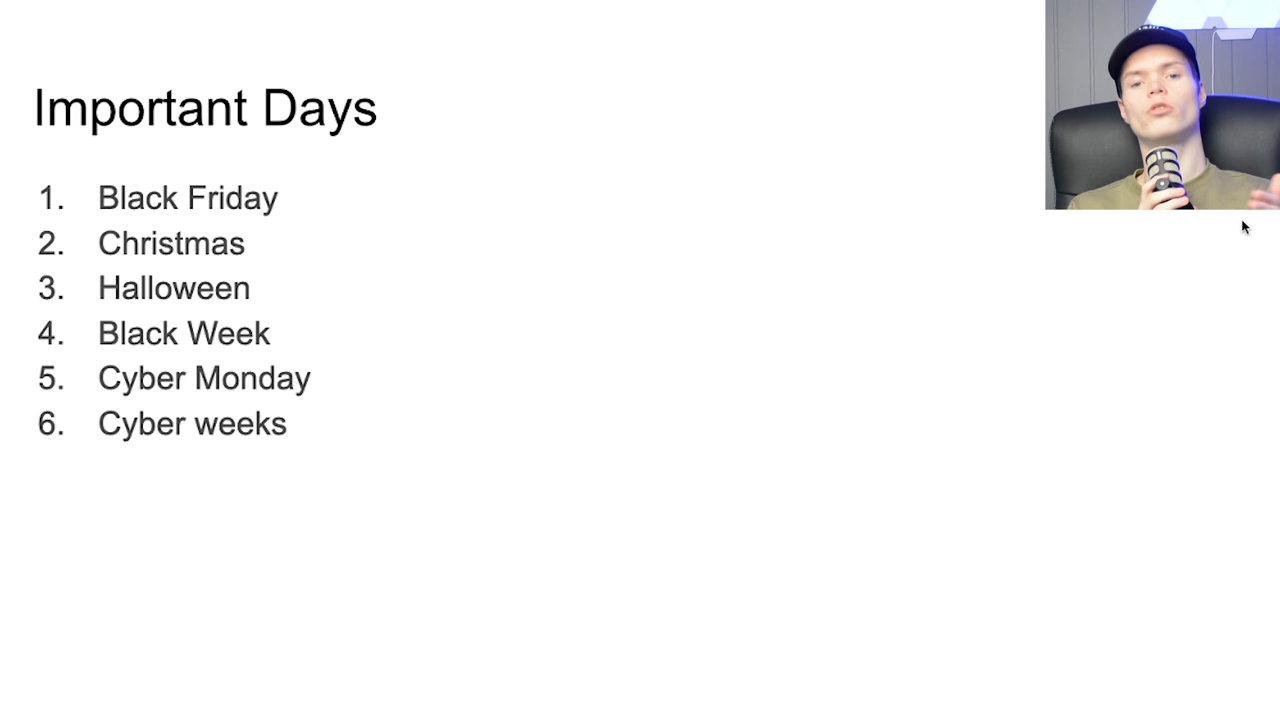 Important Days
1. Black Friday
2. Christmas
3. Halloween
4. Black Week
5. Cyber Monday
6. Cyber weeks